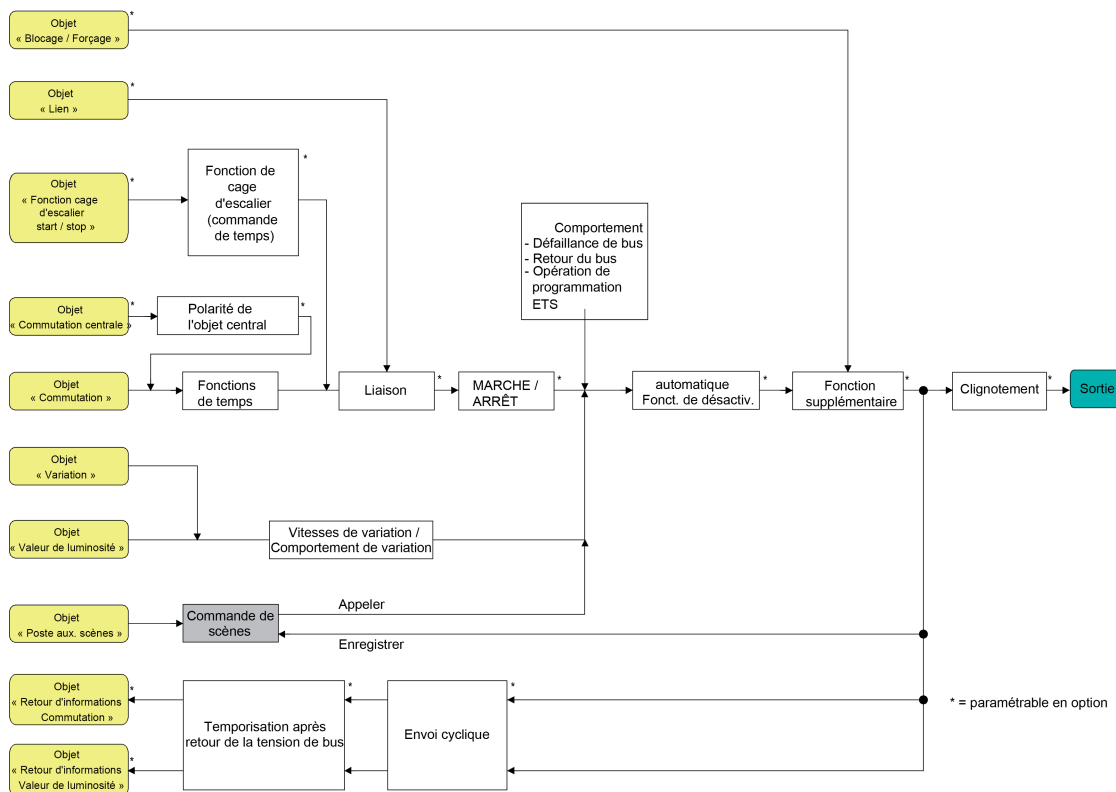 Objet
« Blocage / Forçage »
*
Objet
« Lien »
*
Objet
« Fonction cage
d'escalier
start / stop »
*
Fonction de
cage
d'escalier
(commande
de temps)
*
Comportement
- Défaillance de bus
- Retour du bus
- Opération de
programmation
ETS
Objet
« Commutation centrale »
*
Polarité de
l'objet central
*
Objet
« Commutation »
Fonctions
de temps
Liaison
*
MARCHE /
ARRÊT
*
automatique
Fonct. de désactiv.
*
Fonction
supplémentaire
*
Clignotement
*
Sortie
Objet
« Variation »
Objet
« Valeur de luminosité »
Vitesses de variation /
Comportement de variation
Objet
« Poste aux. scènes »
Commande de
scènes
Appeler
Enregistrer
Objet
« Retour d'informations
Commutation »
*
Temporisation après
retour de la tension de bus
*
Envoi cyclique
*
* = paramétrable en option
Objet
« Retour d'informations
Valeur de luminosité »
*